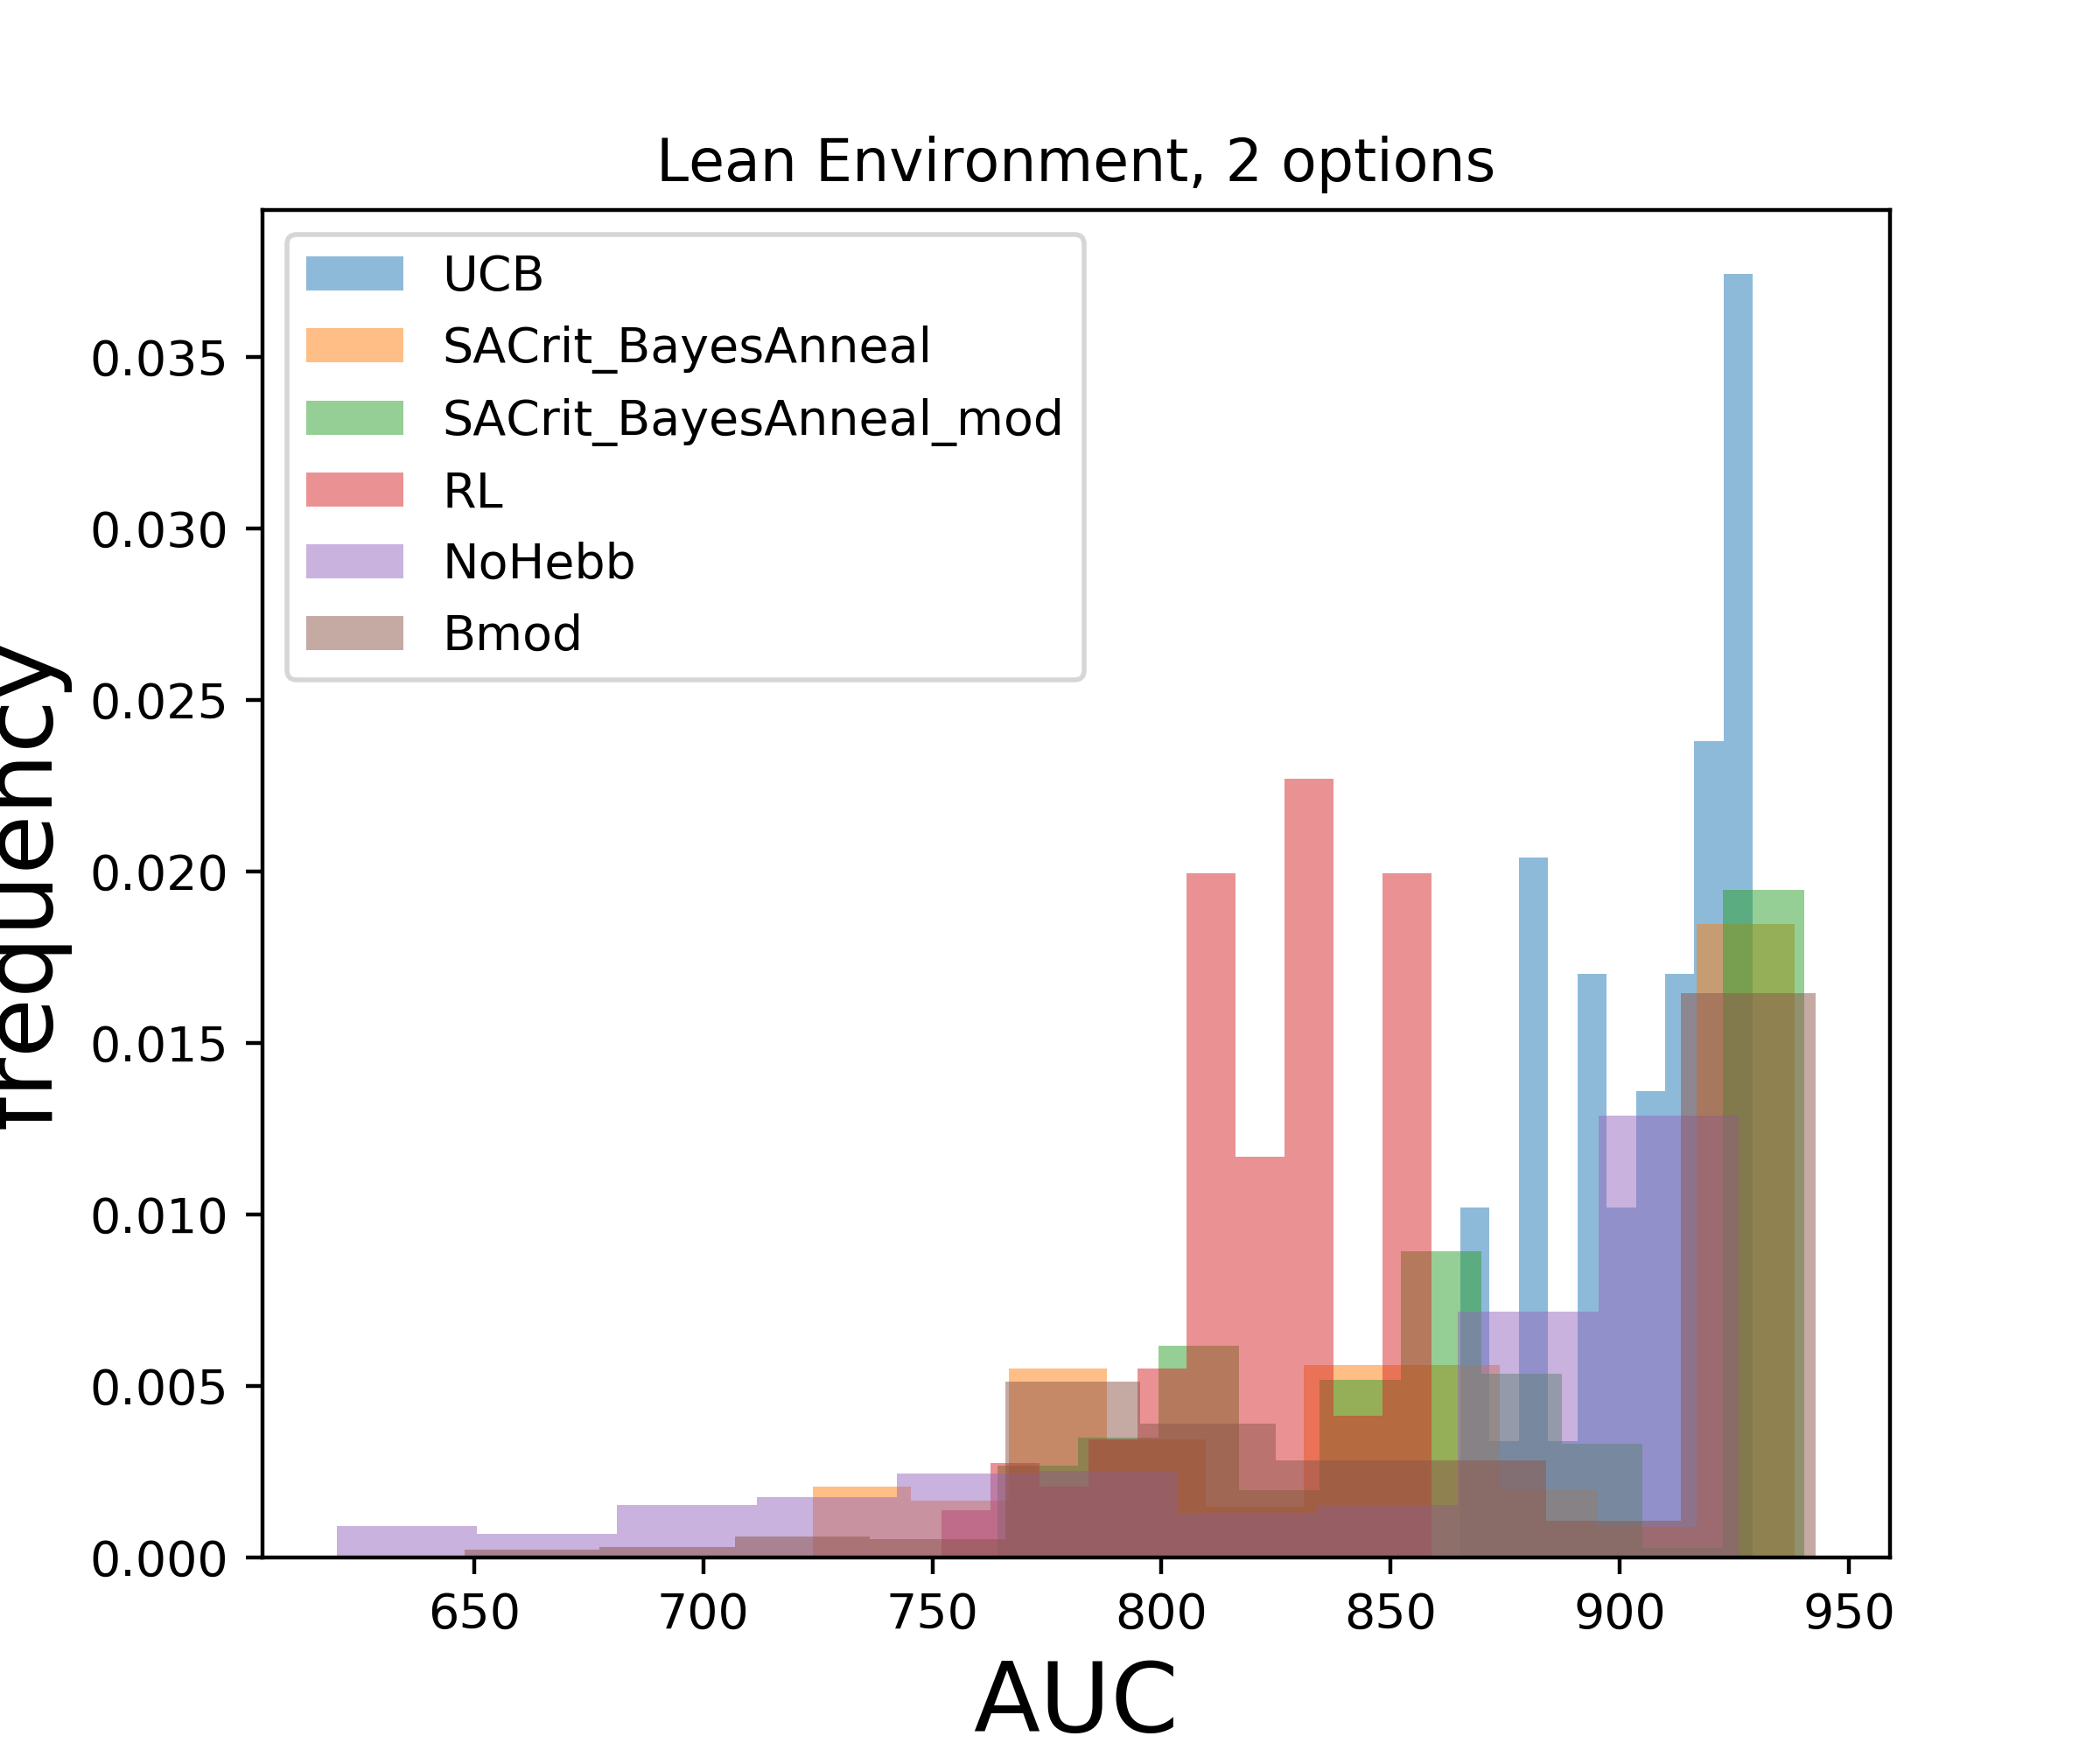 Lean Environment, 2 options
UCB
SACrit_BayesAnneal
SACrit_BayesAnneal_mod
RL
NoHebb
Bmod
frequency
0.035
0.030
0.025
0.020
0.015
0.010
0.005
0.000
650 700 750 800 850 900 950
AUC